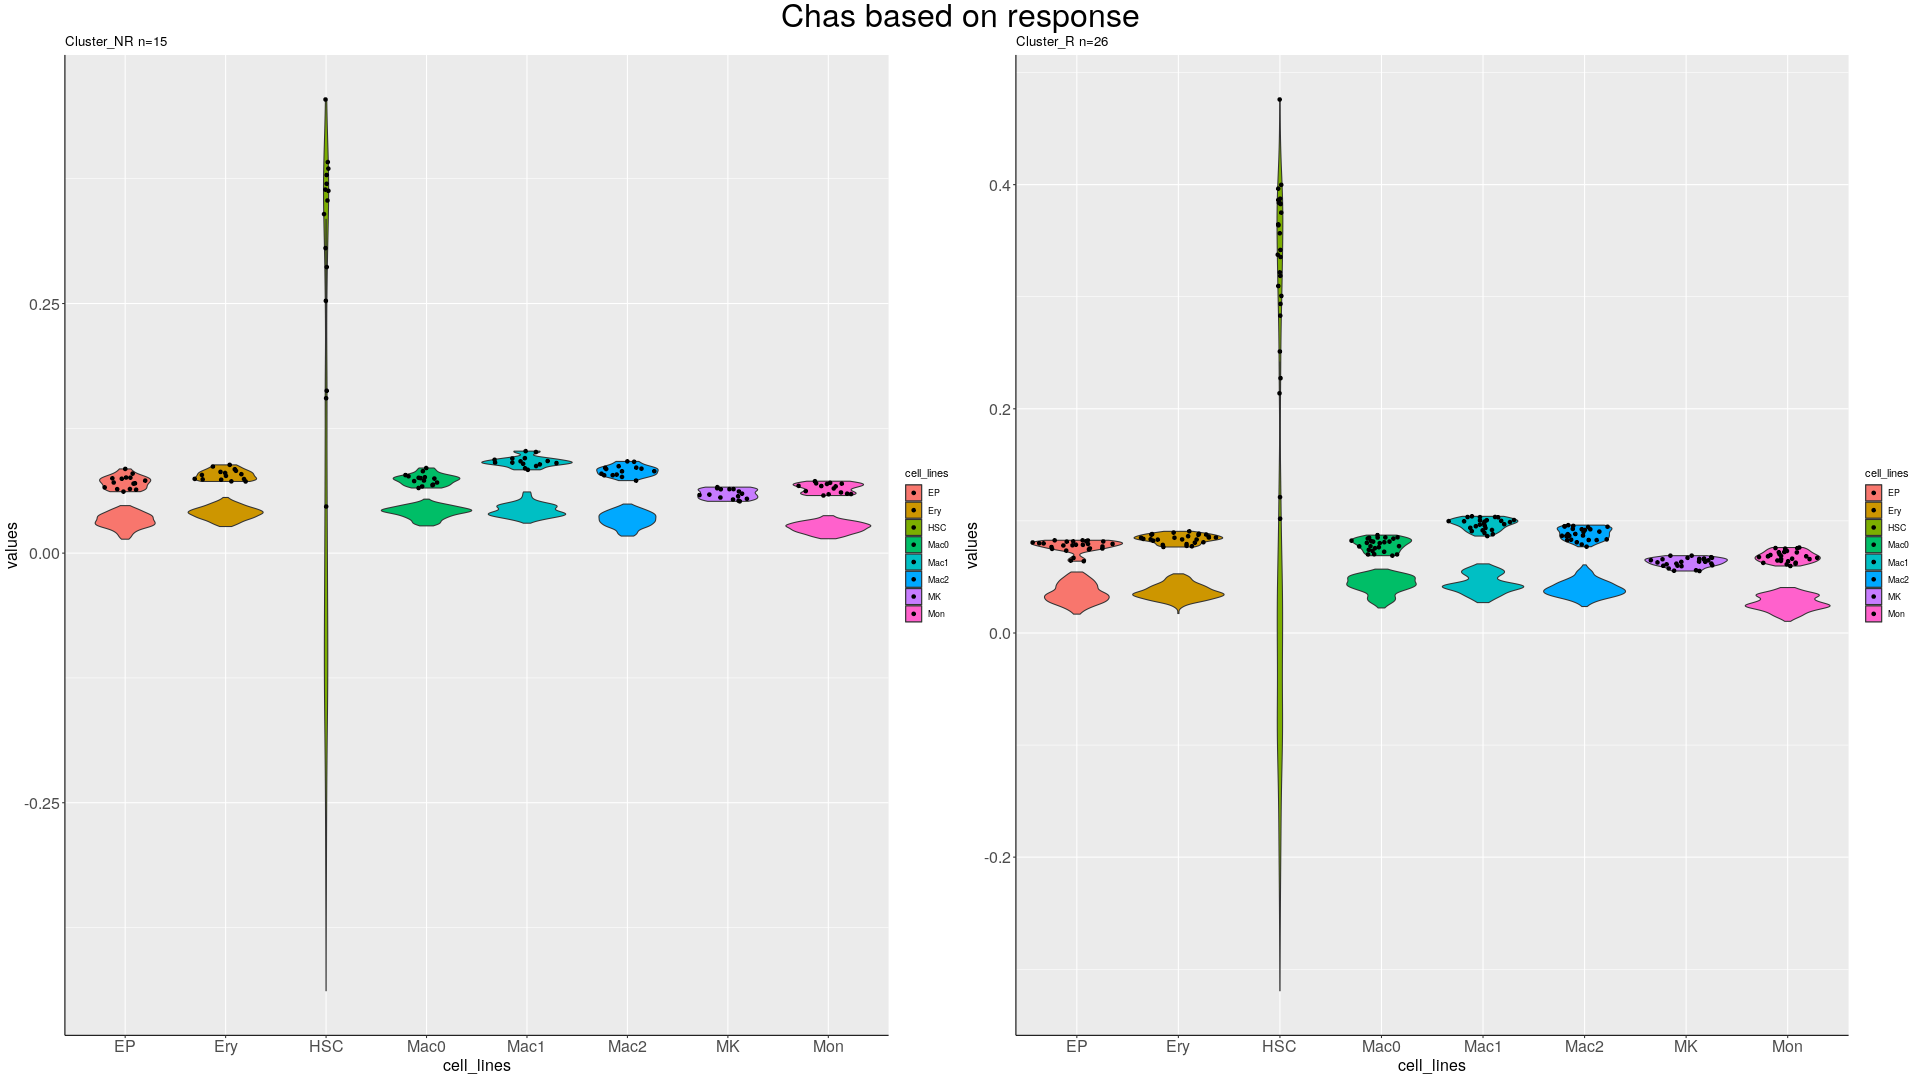 Chas based on response
Cluster_NR n=15
values
0.25
0.00
-0.25
EP Ery HSC Mac0 Mac1 Mac2 MK Mon
cell_lines
cell_lines
EP
Ery
HSC
Mac0
Mac1
Mac2
MK
Mon
Cluster_R n=26
values
0.4
0.2
0.0
-0.2
EP Ery HSC Mac0 Mac1 Mac2 MK Mon
cell_lines
cell_lines
EP
Ery
HSC
Mac0
Mac1
Mac2
MK
Mon